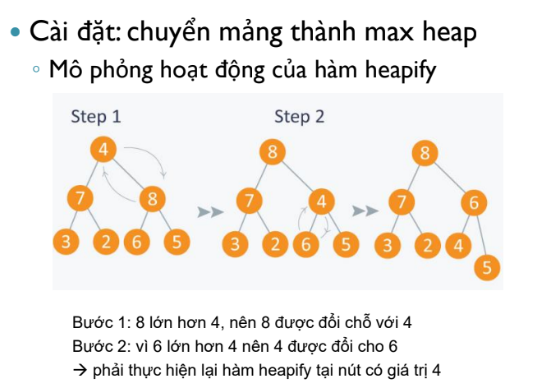 • Cài đặt: chuyển mảng thành max heap
◦ Mô phỏng hoạt động của hàm heapify
Step 1 Step 2
4 8 8
7 8 7 4 7 6
3 2 6 5 3 2 6 5 3 2 4
5
Bước 1: 8 lớn hơn 4, nên 8 được đổi chỗ với 4
Bước 2: vì 6 lớn hơn 4 nên 4 được đổi cho 6
→ phải thực hiện lại hàm heapify tại nút có giá trị 4